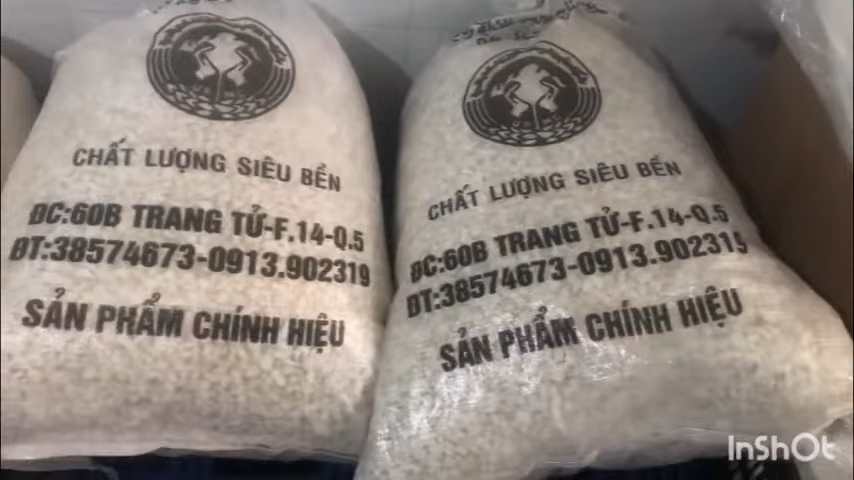 CHẤT LƯỢNG SIÊU BỀN
ĐC:60B TRANG TỬ-F.14-Q.5
ĐT:38574673-0913.902319
SẢN PHẨM CHÍNH HIỆU
CHẤT LƯỢNG SIÊU BỀN
ĐC:60B TRANG TỬ-F.14-Q.5
ĐT:38574673-0913.902319
SẢN PHẨM CHÍNH HIỆU
InShOt